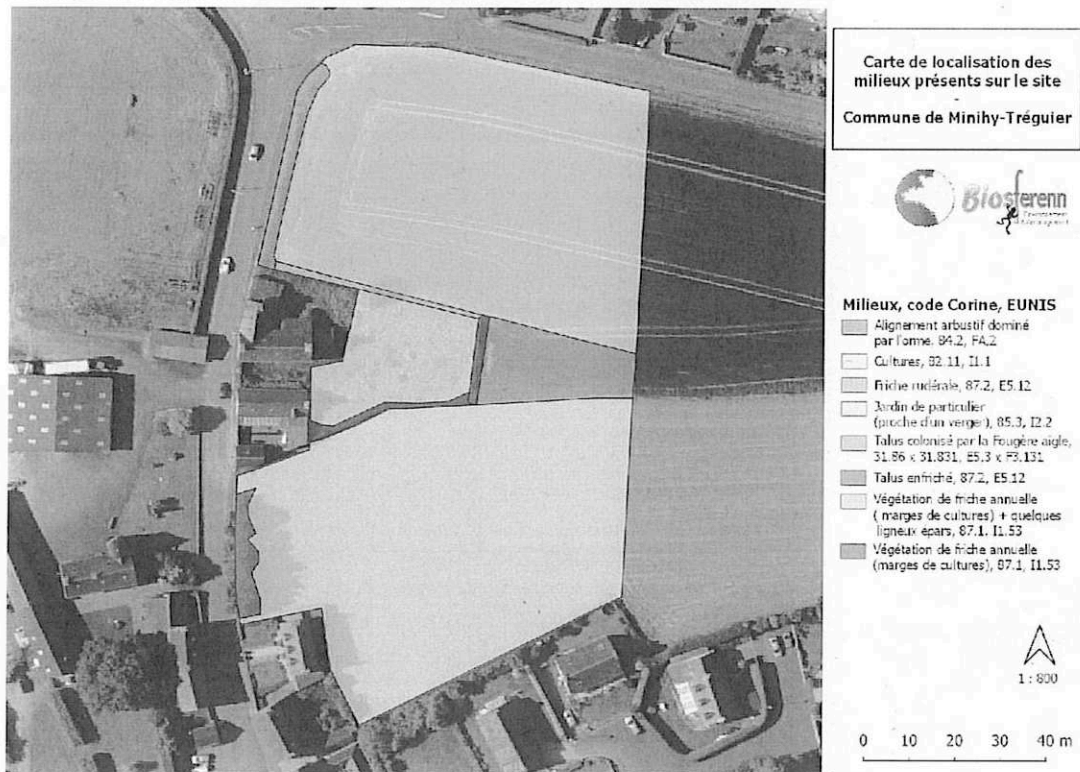 Carte de localisation des
milieux présents sur le site
-
Commune de Minihy-Tréguier
Biosferenn
Milieux, code Corine, EUNIS
Alignement arbustif dominé
par l'orme, 84.2, FA.2
Cultures, 82.11, I1.1
Friche rudérale, 87.2, E5.12
Jardin de particulier
(proche d'un verger), 85.3, I2.2
Talus colonisé par la Fougère aigle,
31.86 x 31.831, E5.3 x F3.131
Talus enfriché, 87.2, E5.12
Végétation de friche annuelle
( marges de cultures) + quelques
ligneux épars, 87.1, I1.53
Végétation de friche annuelle
(marges de cultures), 87.1, I1.53
1 : 800
0 10 20 30 40 m